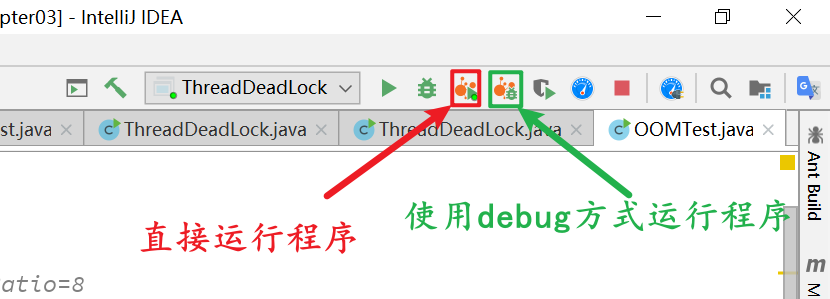 pter03] - IntelliJ IDEA
ThreadDeadLock
st.java
ThreadDeadLock.java
ThreadDeadLock.java
OOMTest.java
Ant Build
直接运行程序
使用debug方式运行程序
atio=8
m
M